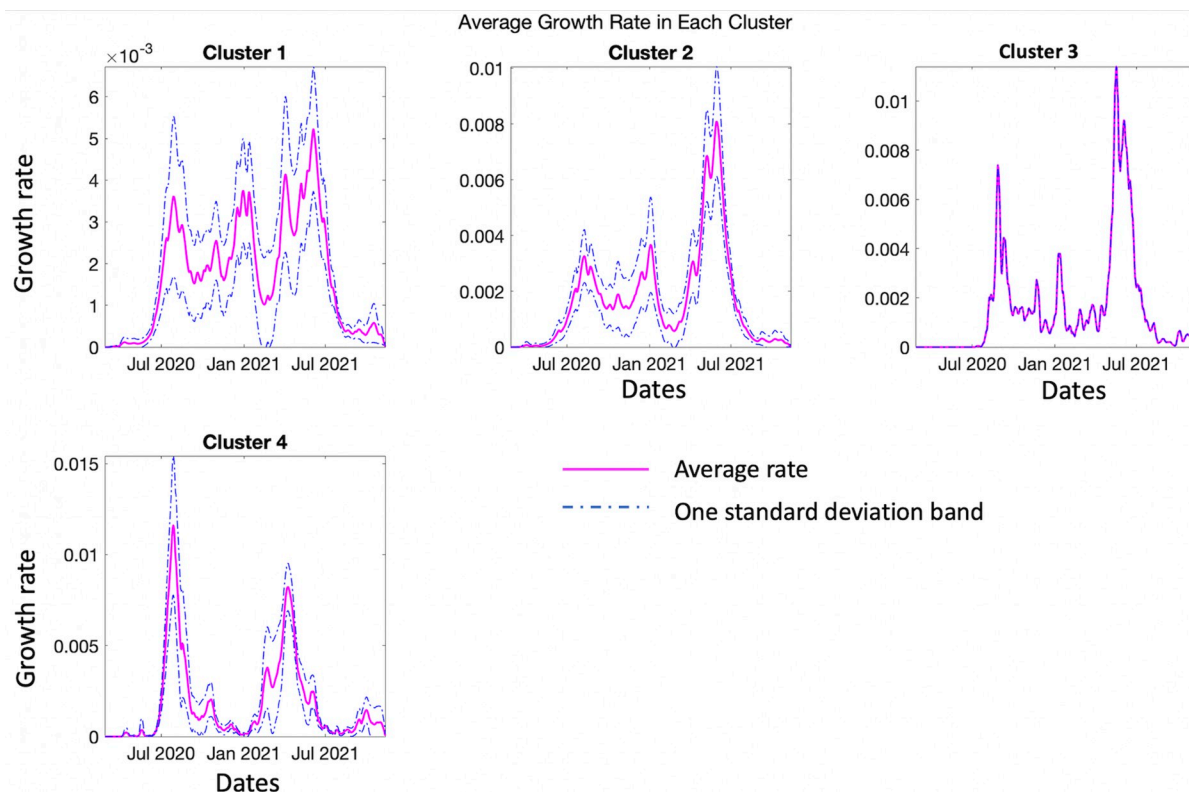 Average Growth Rate in Each Cluster
Cluster 1
×10⁻³
6
5
4
3
2
1
0
Growth rate
Jul 2020 Jan 2021 Jul 2021
Cluster 2
0.01
0.008
0.006
0.004
0.002
0
Jul 2020 Jan 2021 Jul 2021
Dates
Cluster 3
0.01
0.008
0.006
0.004
0.002
0
Jul 2020 Jan 2021 Jul 2021
Dates
Cluster 4
0.015
0.01
0.005
0
Growth rate
Jul 2020 Jan 2021 Jul 2021
Dates
Average rate
One standard deviation band